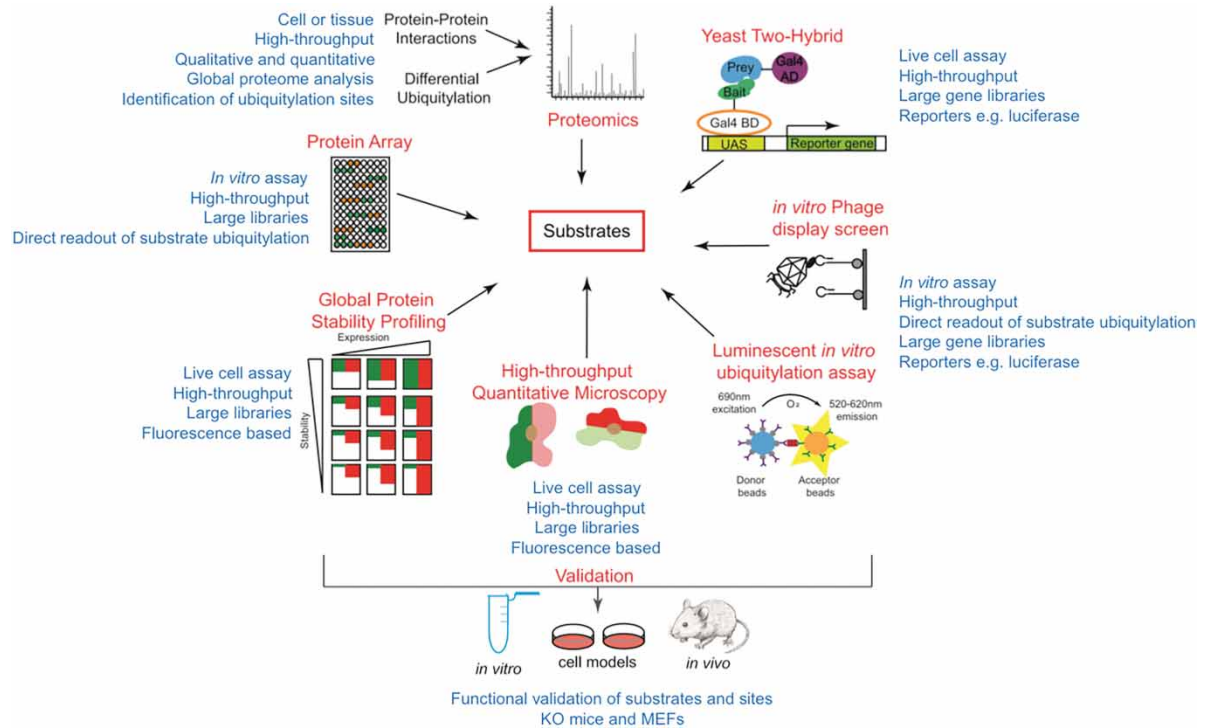 Cell or tissue
High-throughput
Qualitative and quantitative
Global proteome analysis
Identification of ubiquitylation sites
Protein-Protein
Interactions
Differential
Ubiquitylation
Proteomics
Yeast Two-Hybrid
Prey
Gal4
AD
Bait
Gal4 BD
UAS
Reporter gene
Live cell assay
High-throughput
Large gene libraries
Reporters e.g. luciferase
Protein Array
In vitro assay
High-throughput
Large libraries
Direct readout of substrate ubiquitylation
Substrates
in vitro Phage
display screen
In vitro assay
High-throughput
Direct readout of substrate ubiquitylation
Large gene libraries
Reporters e.g. luciferase
Global Protein
Stability Profiling
Expression
Stability
Live cell assay
High-throughput
Large libraries
Fluorescence based
High-throughput
Quantitative Microscopy
Live cell assay
High-throughput
Large libraries
Fluorescence based
Luminescent in vitro
ubiquitylation assay
690nm
excitation
O₂
520-620nm
emission
Donor
beads
Acceptor
beads
Validation
in vitro
cell models
in vivo
Functional validation of substrates and sites
KO mice and MEFs